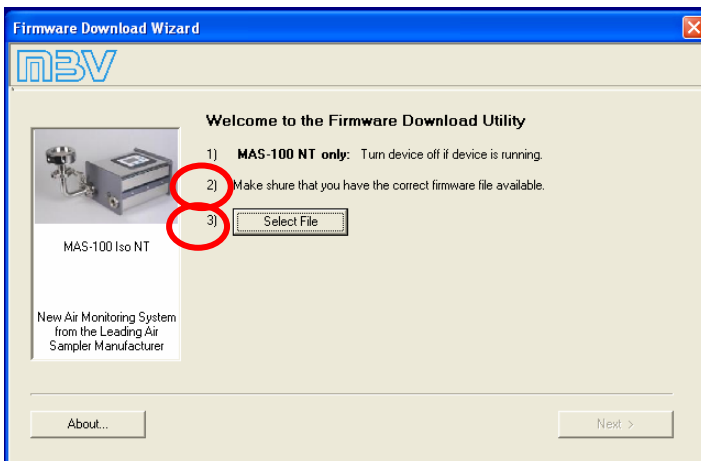 Firmware Download Wizard
MBV
Welcome to the Firmware Download Utility
1) MAS-100 NT only: Turn device off if device is running.
2) Make shure that you have the correct firmware file available.
3) Select File
MAS-100 Iso NT
New Air Monitoring System
from the Leading Air
Sampler Manufacturer
About...
Next >